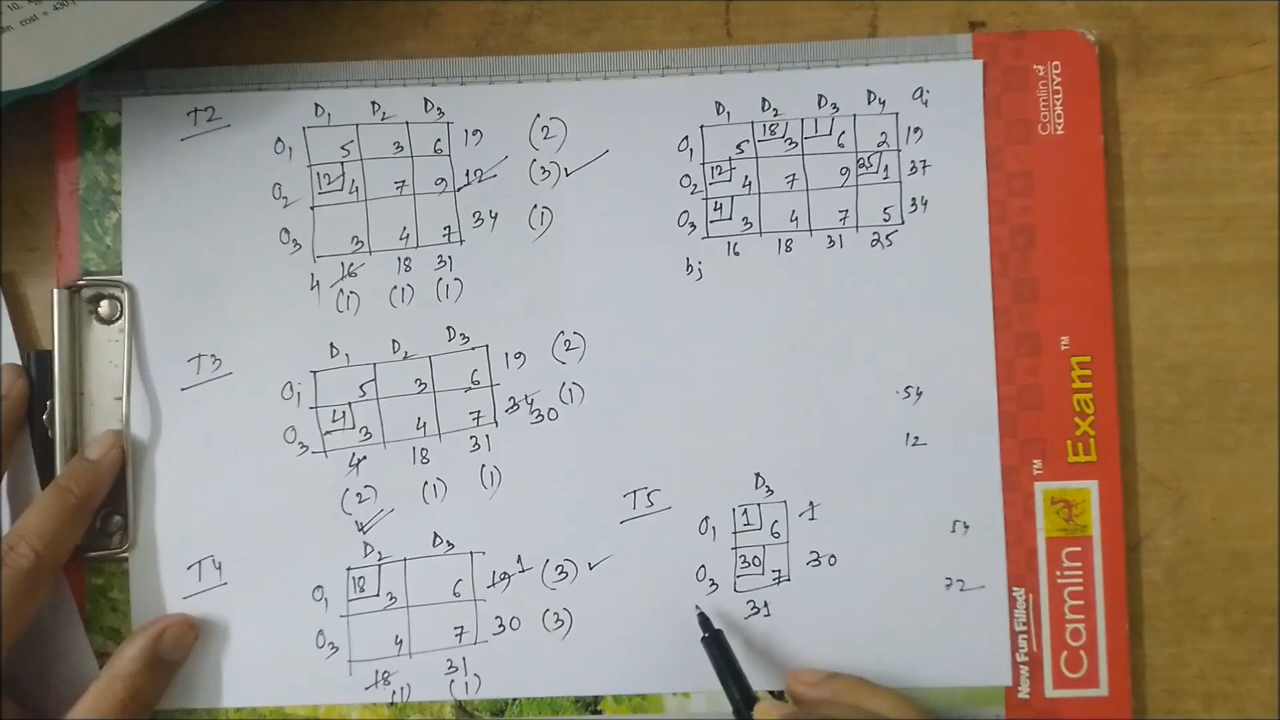 10,
cost = 430
T2
D1 D2 D3
O1 5 3 6 19 (2)
O2 12 4 7 9 12 (3) ✓
O3 3 4 7 34 (1)
4 16 18 31
(1) (1) (1)
D1 D2 D3 D4 ai
O1 5 18 3 1 6 2 19
O2 12 4 7 9 25 1 37
O3 4 3 4 7 5 34
bj 16 18 31 25
T3
D1 D2 D3
O1 5 3 6 19 (2)
O3 4 3 4 7 34 30 (1)
4 18 31
(2) (1) (1)
✓
T4
D2 D3
O1 18 3 6 19 1 (3) ✓
O3 4 7 30 (3)
18 31
(1) (1)
T5
D3
O1 1 6 1
O3 30 7 30
31
54
12
54
72
Camlin
KOKUYO
Exam™
Camlin™
New Fun Filled!